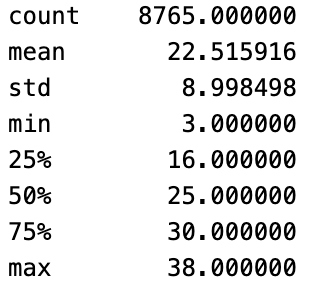 count 8765.000000
mean 22.515916
std 8.998498
min 3.000000
25% 16.000000
50% 25.000000
75% 30.000000
max 38.000000